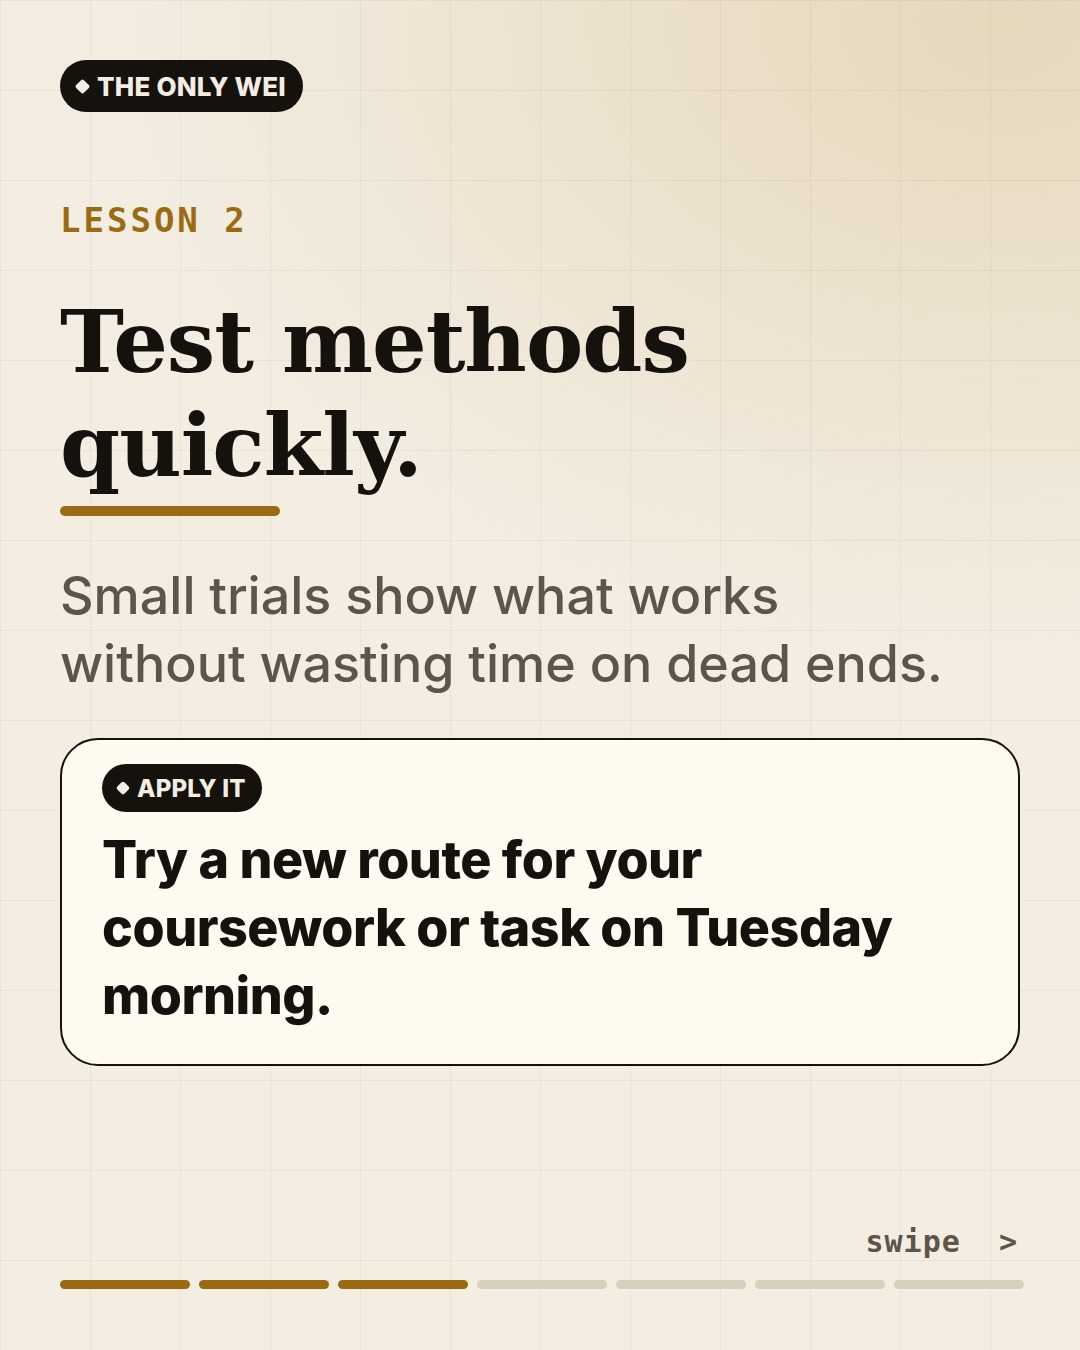 THE ONLY WEI
LESSON 2
Test methods
quickly.
Small trials show what works
without wasting time on dead ends.
APPLY IT
Try a new route for your
coursework or task on Tuesday
morning.
swipe >